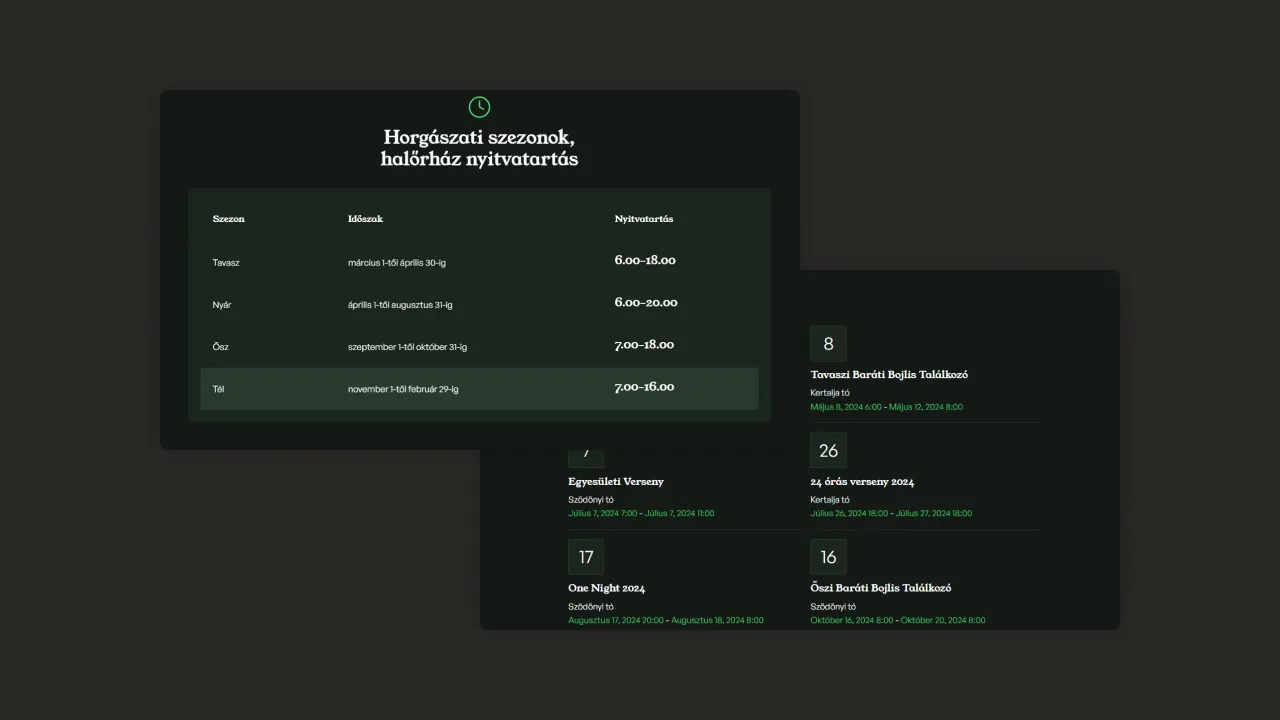 Horgászati szezonok,
halőrház nyitvatartás
Szezon Időszak Nyitvatartás
Tavasz március 1-től április 30-ig 6.00–18.00
Nyár április 1-től augusztus 31-ig 6.00–20.00
Ősz szeptember 1-től október 31-ig 7.00–18.00
Tél november 1-től február 29-ig 7.00–16.00
8
Tavaszi Baráti Bojlis Találkozó
Kertalja tó
Május 8, 2024 6:00 - Május 12, 2024 8:00
7
Egyesületi Verseny
Sződönyi tó
Július 7, 2024 7:00 - Július 7, 2024 11:00
26
24 órás verseny 2024
Kertalja tó
Július 26, 2024 18:00 - Július 27, 2024 18:00
17
One Night 2024
Sződönyi tó
Augusztus 17, 2024 20:00 - Augusztus 18, 2024 8:00
16
Őszi Baráti Bojlis Találkozó
Sződönyi tó
Október 16, 2024 8:00 - Október 20, 2024 8:00